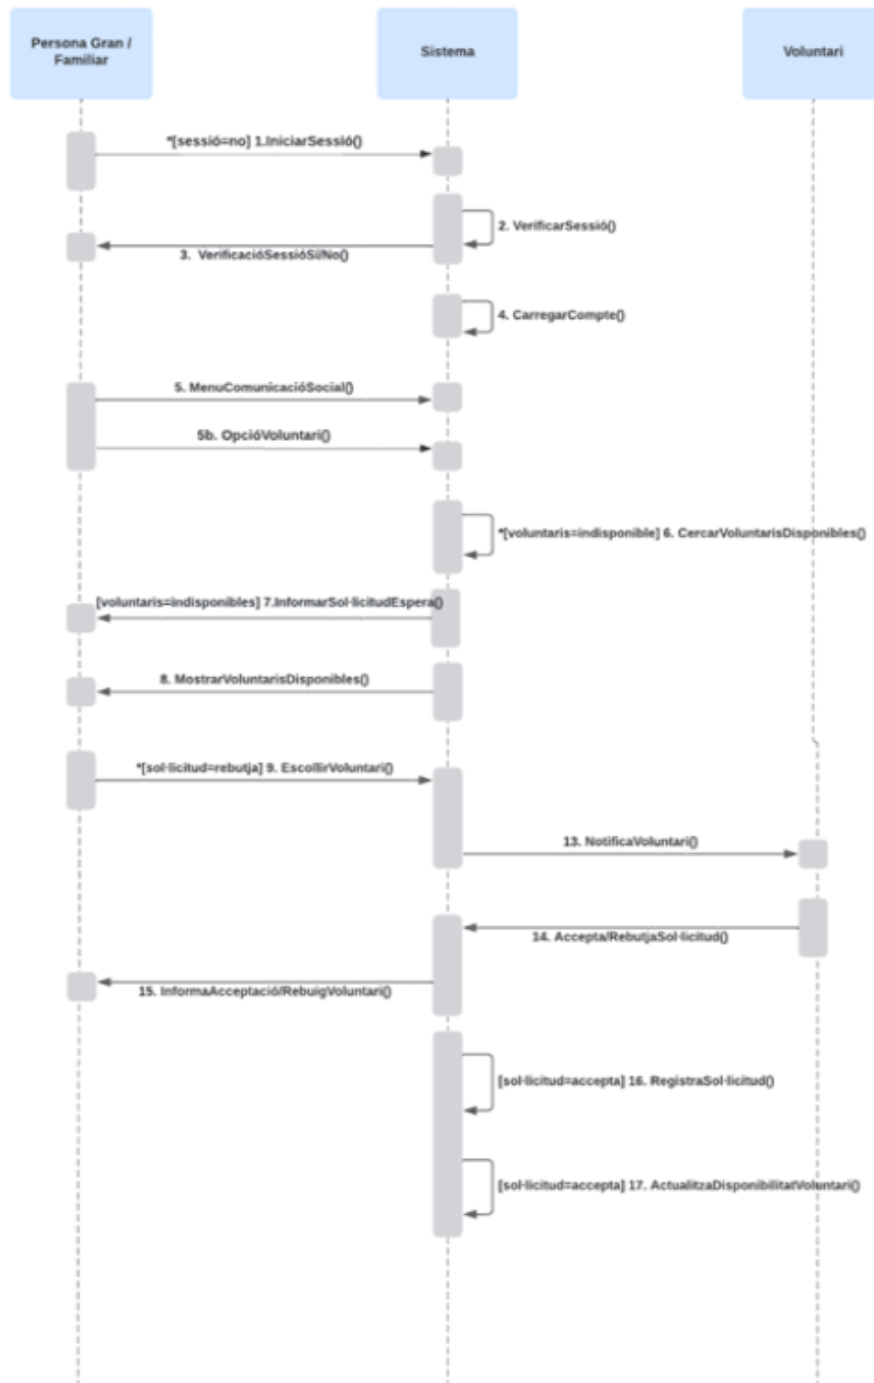 Persona Gran /
Familiar
Sistema
Voluntari
*[sessió=no] 1.IniciarSessió()
2. VerificarSessió()
3. VerificacióSessióSí/No()
4. CarregarCompte()
5. MenuComunicacióSocial()
5b. OpcióVoluntari()
*[voluntaris=indisponible] 6. CercarVoluntarisDisponibles()
[voluntaris=indisponibles] 7.InformarSol·licitudEspera()
8. MostrarVoluntarisDisponibles()
*[sol·licitud=rebutja] 9. EscollirVoluntari()
13. NotificaVoluntari()
14. Accepta/RebutjaSol·licitud()
15. InformaAcceptació/RebuigVoluntari()
[sol·licitud=accepta] 16. RegistraSol·licitud()
[sol·licitud=accepta] 17. ActualitzaDisponibilitatVoluntari()